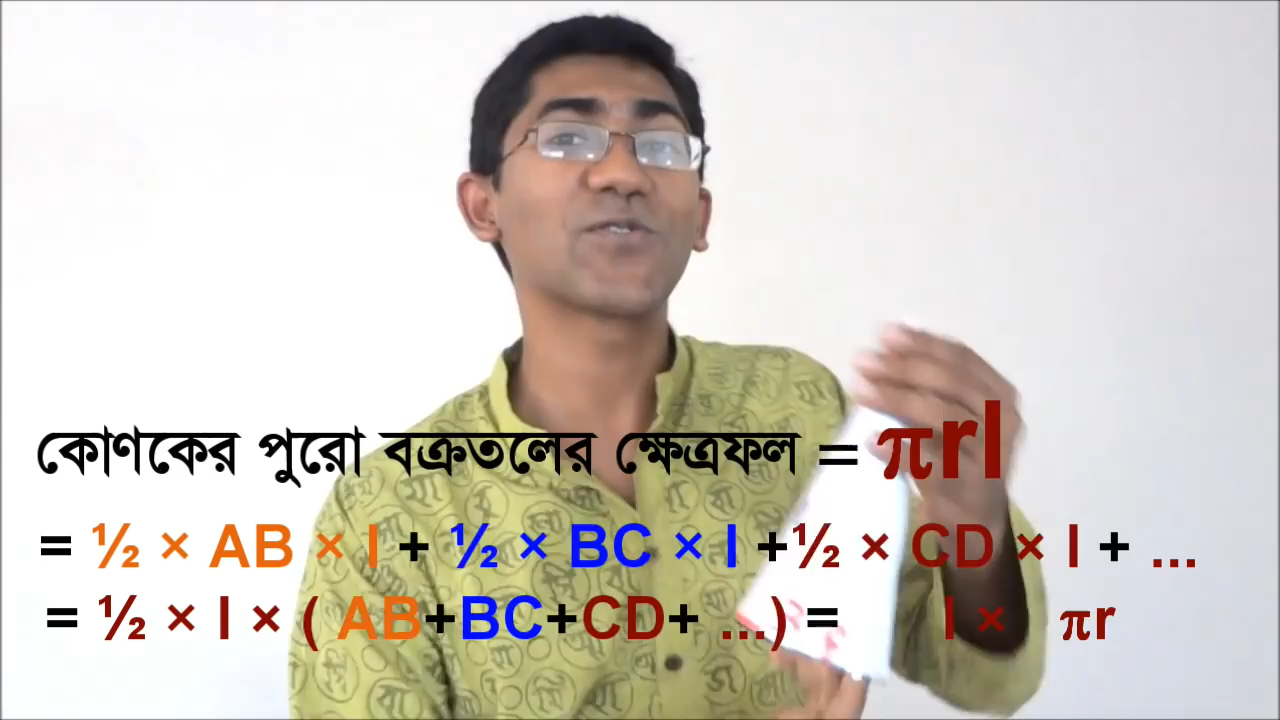 কোণকের পুরো বক্রতলের ক্ষেত্রফল = πrl
= ½ × AB × l + ½ × BC × l +½ × CD × l + ...
= ½ × l × ( AB+BC+CD+ ...) = l × πr